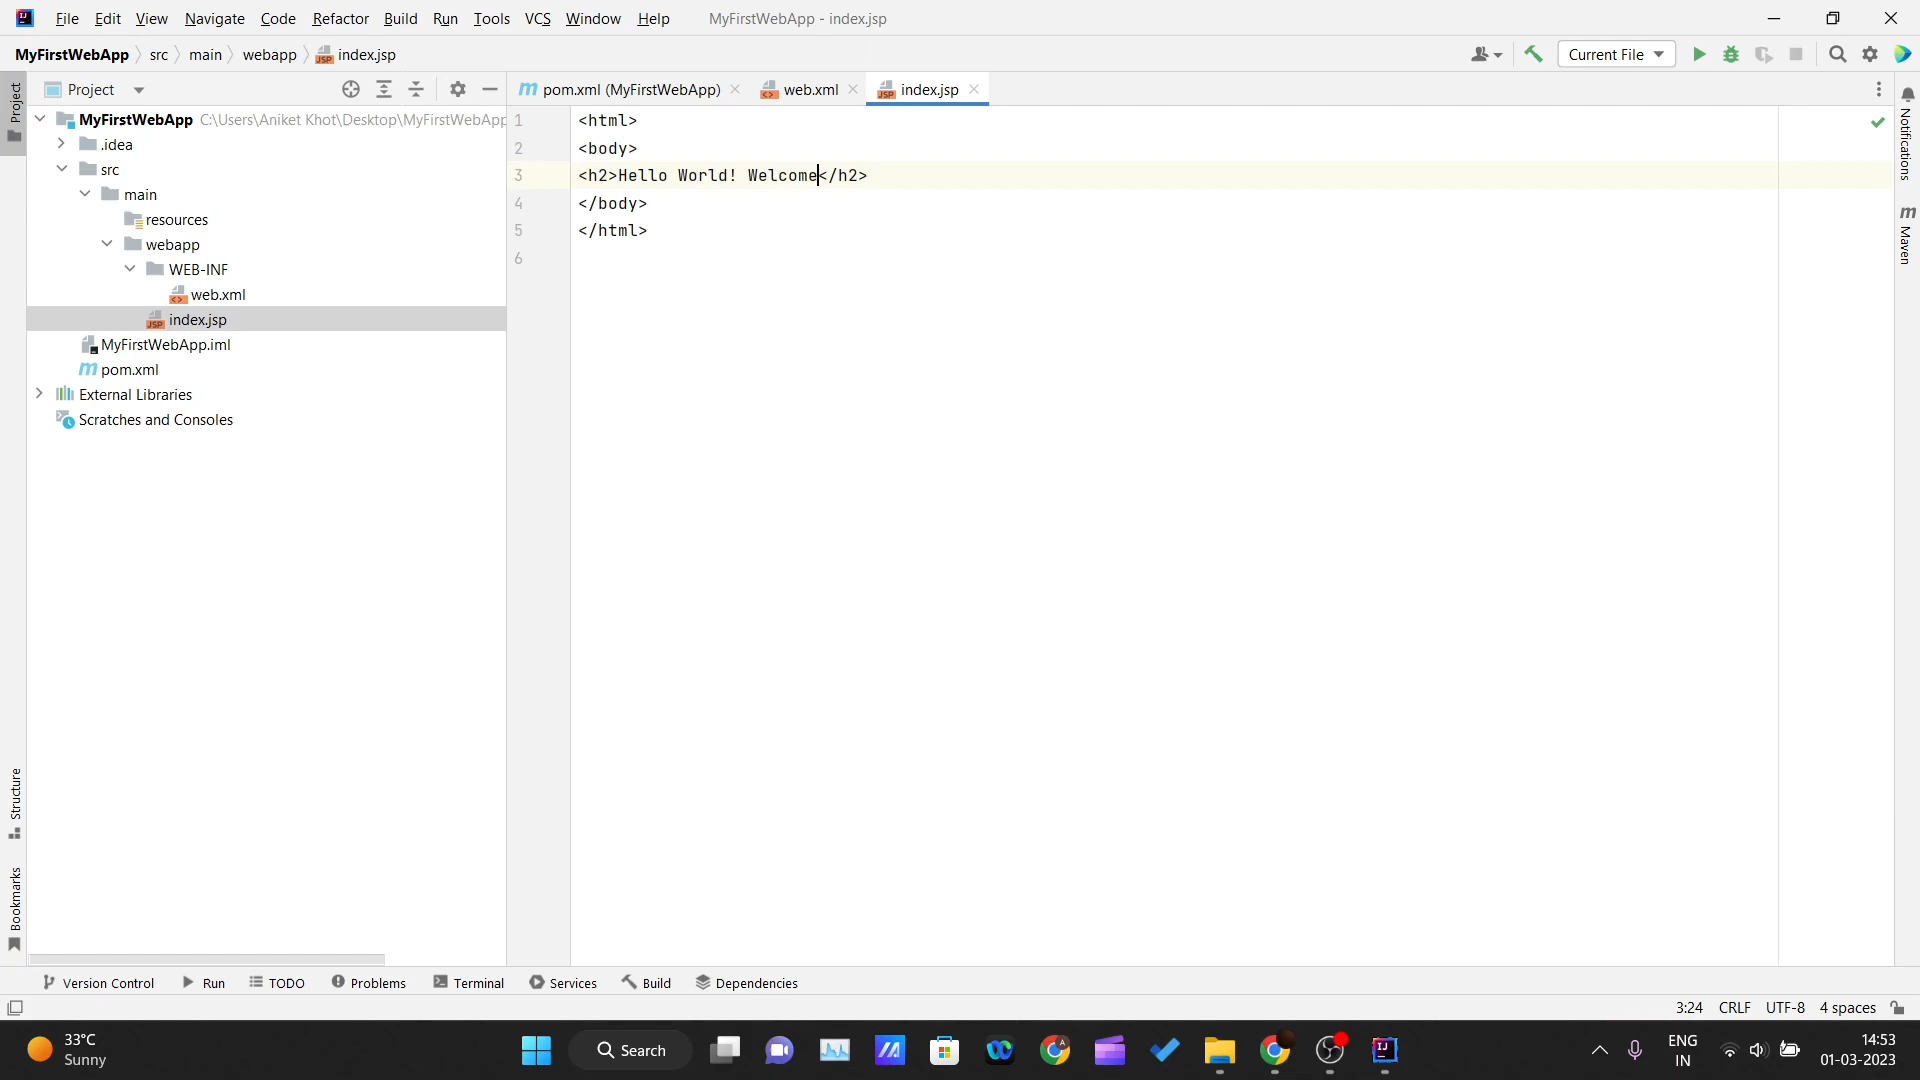 File Edit View Navigate Code Refactor Build Run Tools VCS Window Help MyFirstWebApp - index.jsp
MyFirstWebApp src main webapp index.jsp Current File
Project pom.xml (MyFirstWebApp) web.xml index.jsp
Project
MyFirstWebApp C:\Users\Aniket Khot\Desktop\MyFirstWebApp
.idea
src
main
resources
webapp
WEB-INF
web.xml
index.jsp
MyFirstWebApp.iml
pom.xml
External Libraries
Scratches and Consoles
1 <html>
2 <body>
3 <h2>Hello World! Welcome</h2>
4 </body>
5 </html>
6
Notifications
Maven
Structure
Bookmarks
Version Control Run TODO Problems Terminal Services Build Dependencies
3:24 CRLF UTF-8 4 spaces
33°C
Sunny
Search
ENG
IN
14:53
01-03-2023